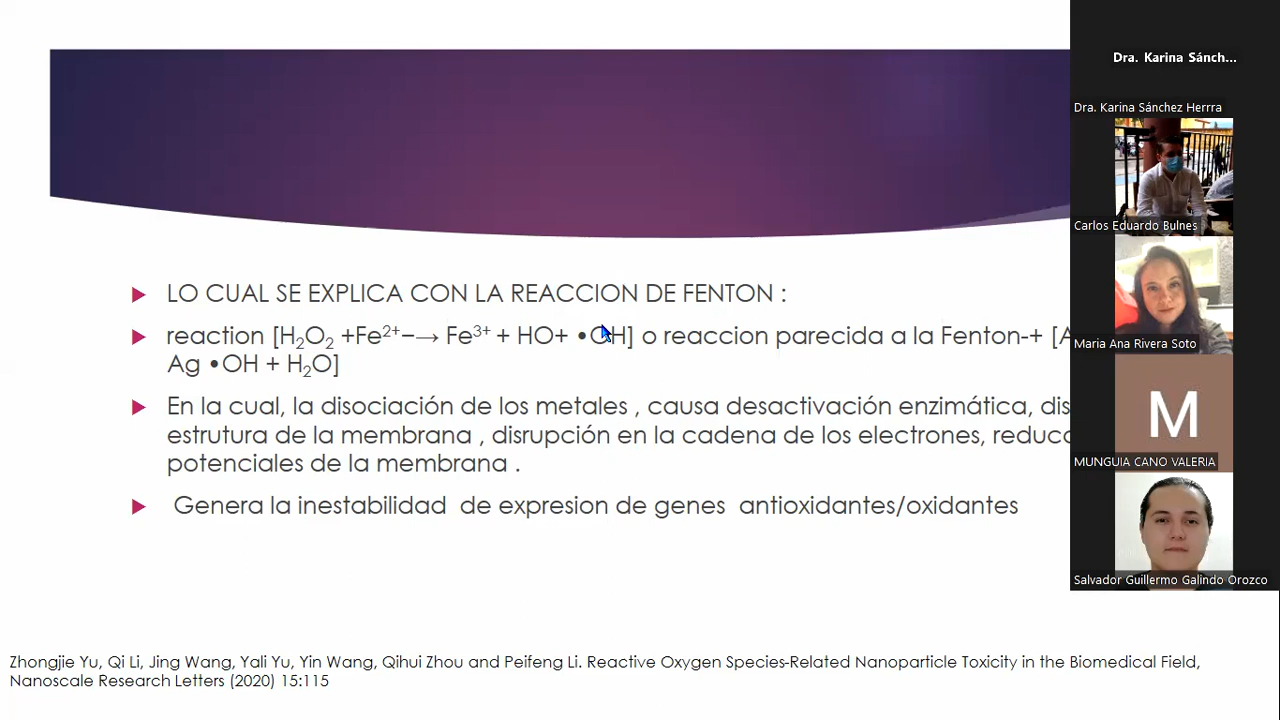 LO CUAL SE EXPLICA CON LA REACCION DE FENTON :
reaction [H₂O₂ +Fe²⁺−→ Fe³⁺ + HO+ •OH] o reaccion parecida a la Fenton-+ [A
Ag •OH + H₂O]
En la cual, la disociación de los metales , causa desactivación enzimática,
estrutura de la membrana , disrupción en la cadena de los electrones,
potenciales de la membrana .
Genera la inestabilidad de expresion de genes antioxidantes/oxidantes
Zhongjie Yu, Qi Li, Jing Wang, Yali Yu, Yin Wang, Qihui Zhou and Peifeng Li. Reactive Oxygen Species-Related Nanoparticle Toxicity in the Biomedical Field,
Nanoscale Research Letters (2020) 15:115
Dra. Karina Sánch...
Dra. Karina Sánchez Herrra
Carlos Eduardo Bulnes
Maria Ana Rivera Soto
M
MUNGUIA CANO VALERIA
Salvador Guillermo Galindo Orozco